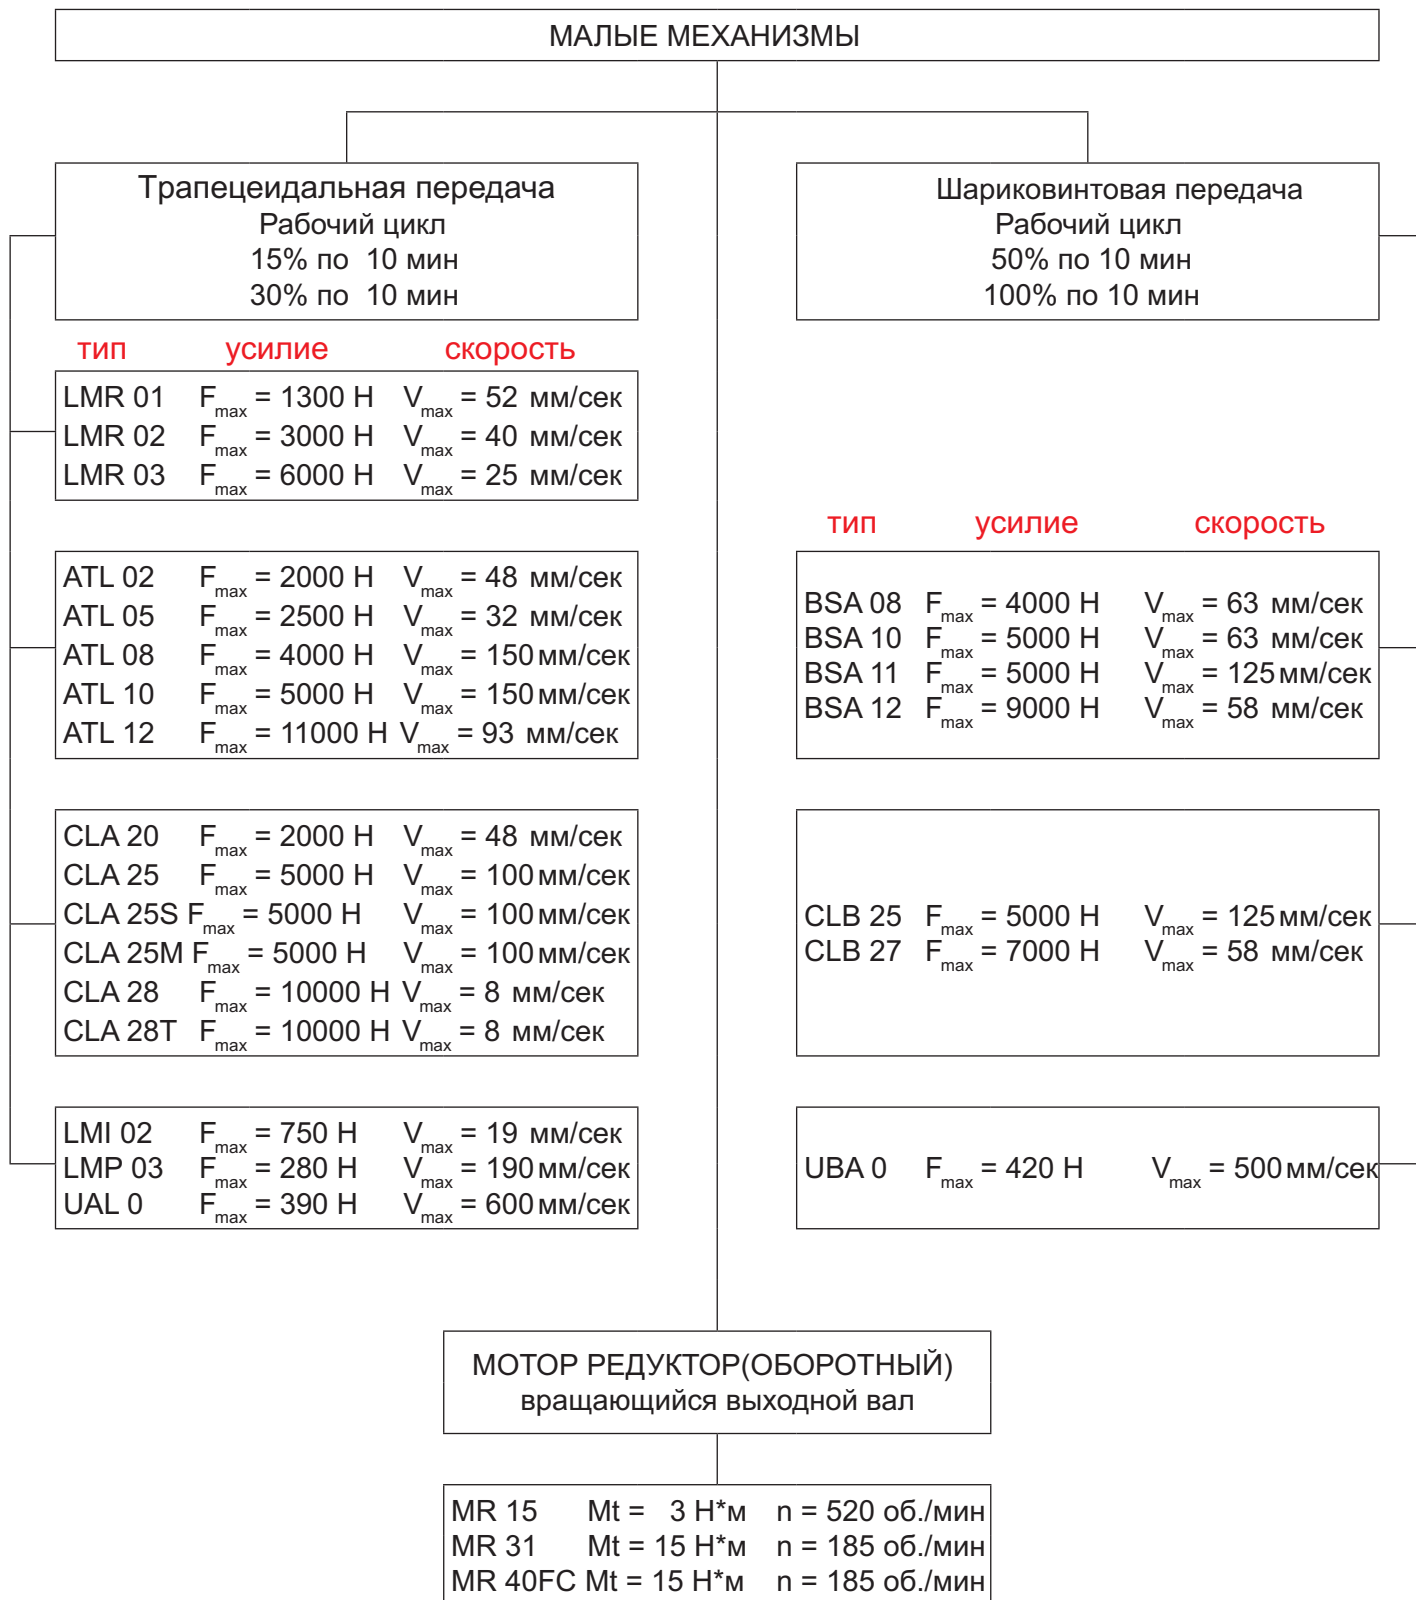 МАЛЫЕ МЕХАНИЗМЫ
Трапецеидальная передача
Рабочий цикл
15% по 10 мин
30% по 10 мин
тип усилие скорость
LMR 01 Fmax = 1300 Н Vmax = 52 мм/сек
LMR 02 Fmax = 3000 Н Vmax = 40 мм/сек
LMR 03 Fmax = 6000 Н Vmax = 25 мм/сек
ATL 02 Fmax = 2000 Н Vmax = 48 мм/сек
ATL 05 Fmax = 2500 Н Vmax = 32 мм/сек
ATL 08 Fmax = 4000 Н Vmax = 150 мм/сек
ATL 10 Fmax = 5000 Н Vmax = 150 мм/сек
ATL 12 Fmax = 11000 Н Vmax = 93 мм/сек
CLA 20 Fmax = 2000 Н Vmax = 48 мм/сек
CLA 25 Fmax = 5000 Н Vmax = 100 мм/сек
CLA 25S Fmax = 5000 Н Vmax = 100 мм/сек
CLA 25M Fmax = 5000 Н Vmax = 100 мм/сек
CLA 28 Fmax = 10000 Н Vmax = 8 мм/сек
CLA 28T Fmax = 10000 Н Vmax = 8 мм/сек
LMI 02 Fmax = 750 Н Vmax = 19 мм/сек
LMP 03 Fmax = 280 Н Vmax = 190 мм/сек
UAL 0 Fmax = 390 Н Vmax = 600 мм/сек
Шариковинтовая передача
Рабочий цикл
50% по 10 мин
100% по 10 мин
тип усилие скорость
BSA 08 Fmax = 4000 Н Vmax = 63 мм/сек
BSA 10 Fmax = 5000 Н Vmax = 63 мм/сек
BSA 11 Fmax = 5000 Н Vmax = 125 мм/сек
BSA 12 Fmax = 9000 Н Vmax = 58 мм/сек
CLB 25 Fmax = 5000 Н Vmax = 125 мм/сек
CLB 27 Fmax = 7000 Н Vmax = 58 мм/сек
UBA 0 Fmax = 420 Н Vmax = 500 мм/сек
МОТОР РЕДУКТОР(ОБОРОТНЫЙ)
вращающийся выходной вал
MR 15 Mt = 3 Н*м n = 520 об./мин
MR 31 Mt = 15 Н*м n = 185 об./мин
MR 40FC Mt = 15 Н*м n = 185 об./мин